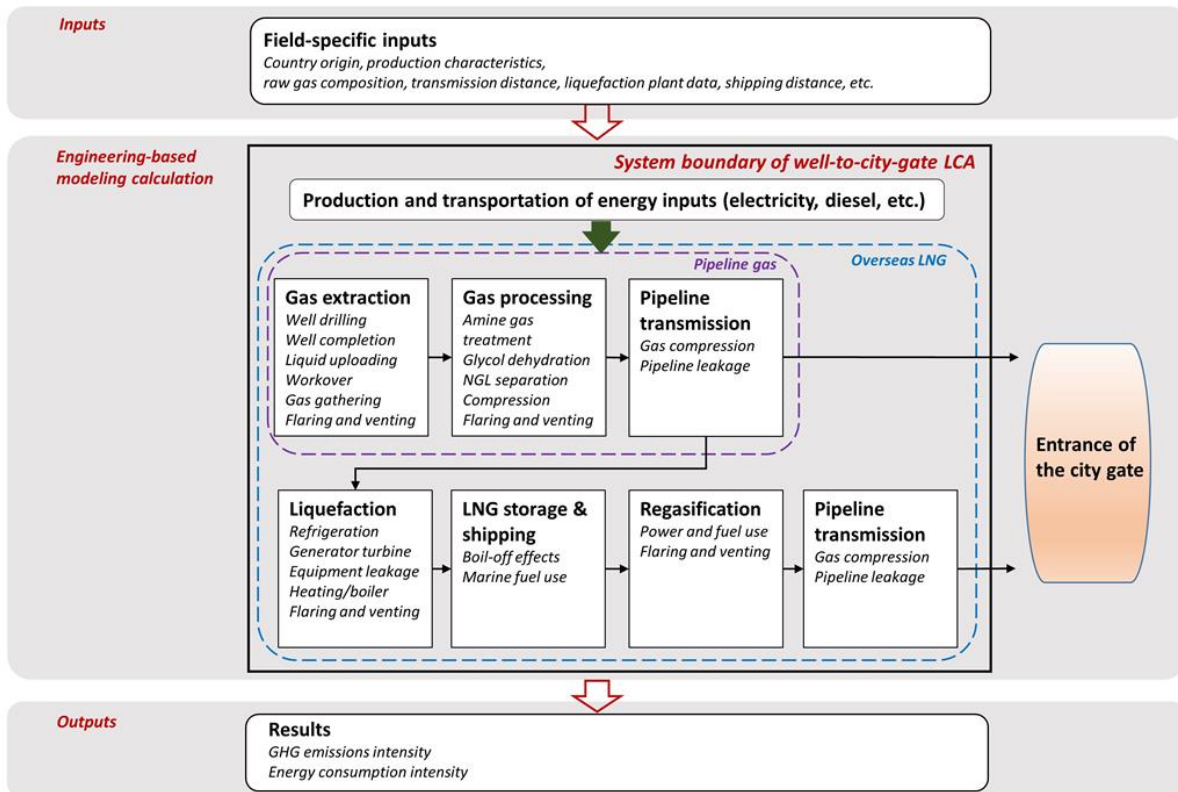 Inputs
Field-specific inputs
Country origin, production characteristics,
raw gas composition, transmission distance, liquefaction plant data, shipping distance, etc.
Engineering-based
modeling calculation
System boundary of well-to-city-gate LCA
Production and transportation of energy inputs (electricity, diesel, etc.)
Pipeline gas
Overseas LNG
Gas extraction
Well drilling
Well completion
Liquid uploading
Workover
Gas gathering
Flaring and venting
Gas processing
Amine gas
treatment
Glycol dehydration
NGL separation
Compression
Flaring and venting
Pipeline
transmission
Gas compression
Pipeline leakage
Entrance of
the city gate
Liquefaction
Refrigeration
Generator turbine
Equipment leakage
Heating/boiler
Flaring and venting
LNG storage &
shipping
Boil-off effects
Marine fuel use
Regasification
Power and fuel use
Flaring and venting
Pipeline
transmission
Gas compression
Pipeline leakage
Outputs
Results
GHG emissions intensity
Energy consumption intensity